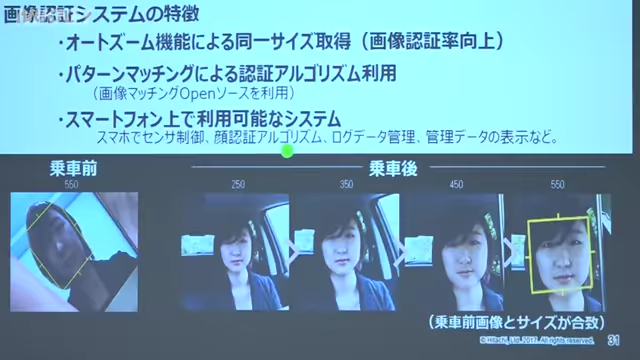 画像認証システムの特徴
・オートズーム機能による同一サイズ取得（画像認証率向上）
・パターンマッチングによる認証アルゴリズム利用
（画像マッチングOpenソースを利用）
・スマートフォン上で利用可能なシステム
スマホでセンサ制御、顔認証アルゴリズム、ログデータ管理、管理データの表示など。
乗車前
乗車後
550
250
350
450
550
（乗車前画像とサイズが合致）
© Hitachi, Ltd. 2017. All rights reserved.
31